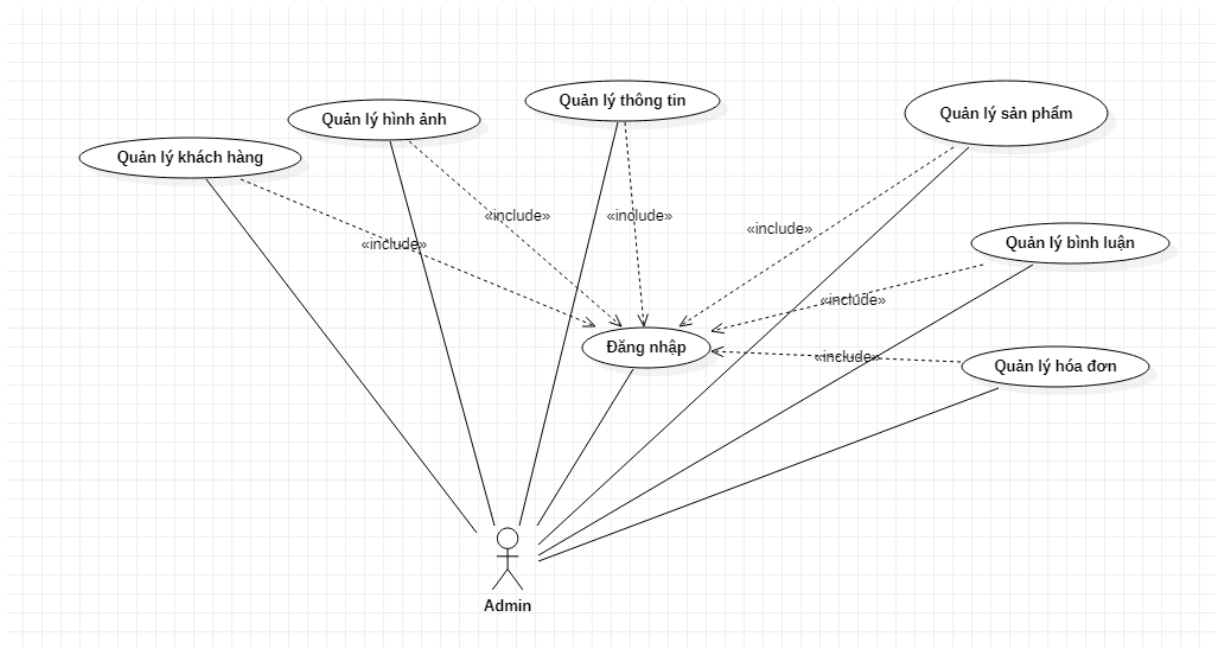 Quản lý thông tin
Quản lý hình ảnh
Quản lý sản phẩm
Quản lý khách hàng
«include»
«include»
«include»
«include»
Quản lý bình luận
«include»
Đăng nhập
«include»
Quản lý hóa đơn
Admin